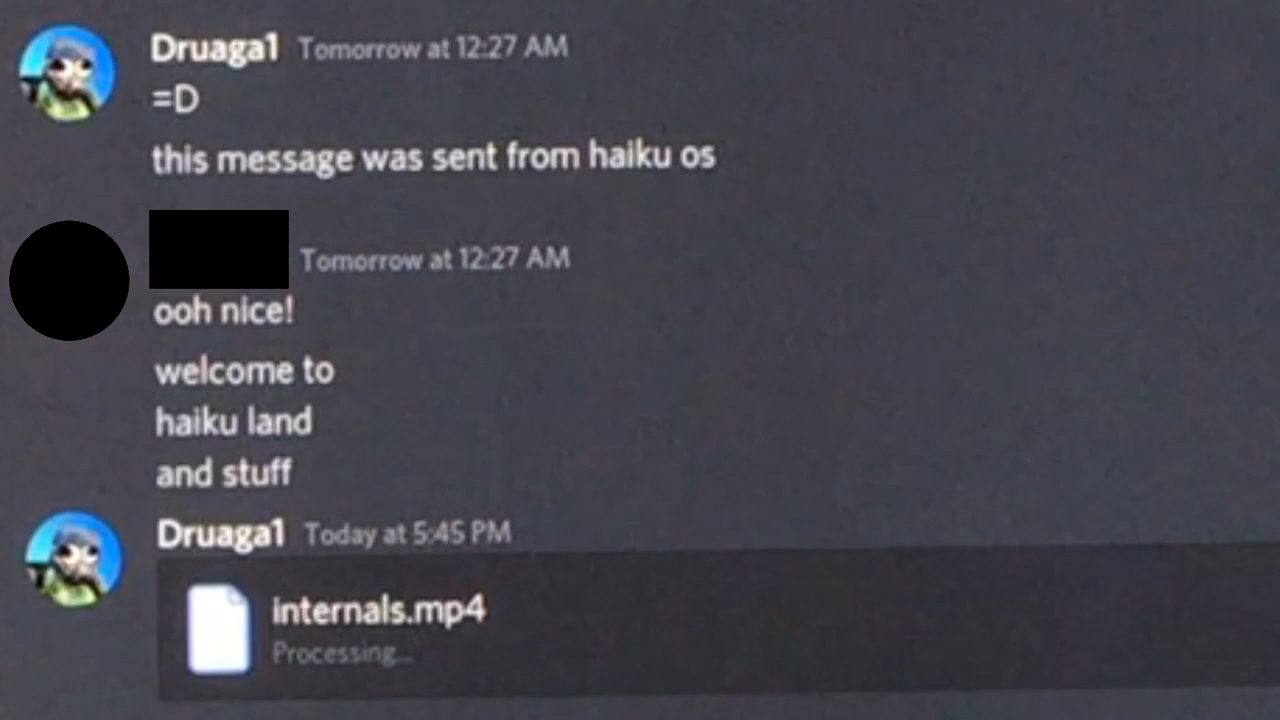 Druaga1 Tomorrow at 12:27 AM
=D
this message was sent from haiku os
Tomorrow at 12:27 AM
ooh nice!
welcome to
haiku land
and stuff
Druaga1 Today at 5:45 PM
internals.mp4
Processing...